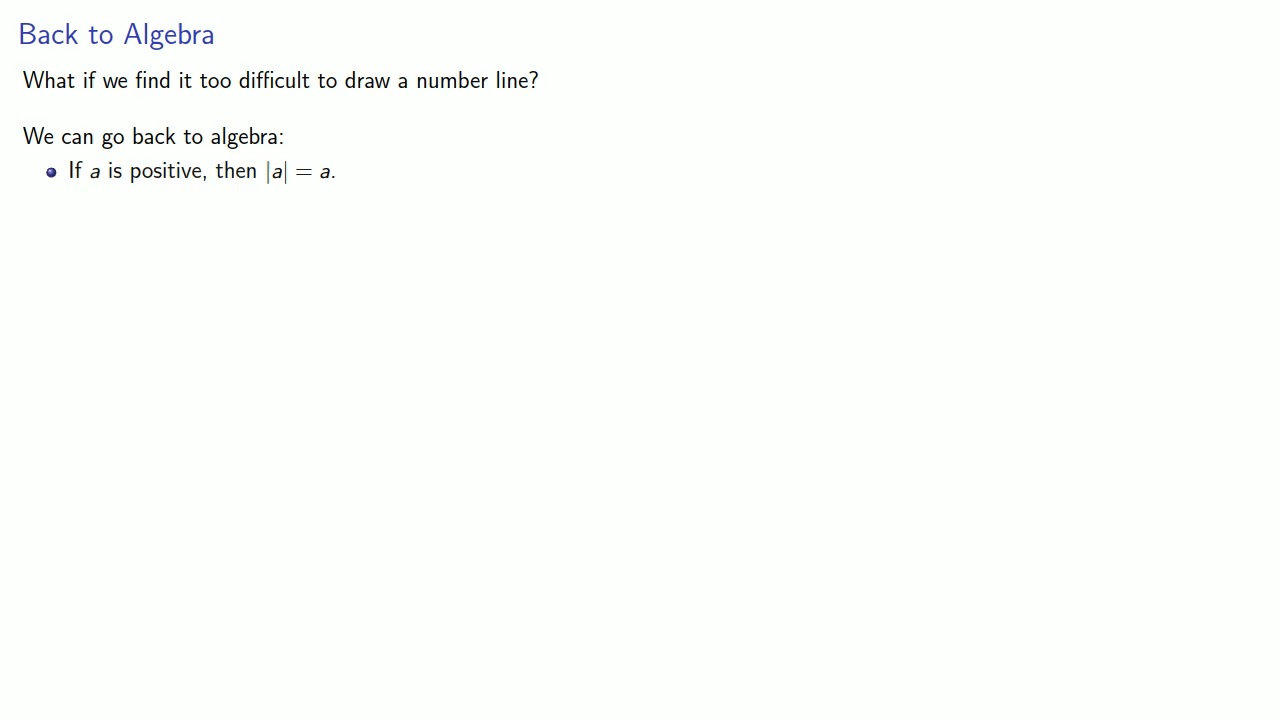 Back to Algebra
What if we find it too difficult to draw a number line?
We can go back to algebra:
If a is positive, then |a| = a.